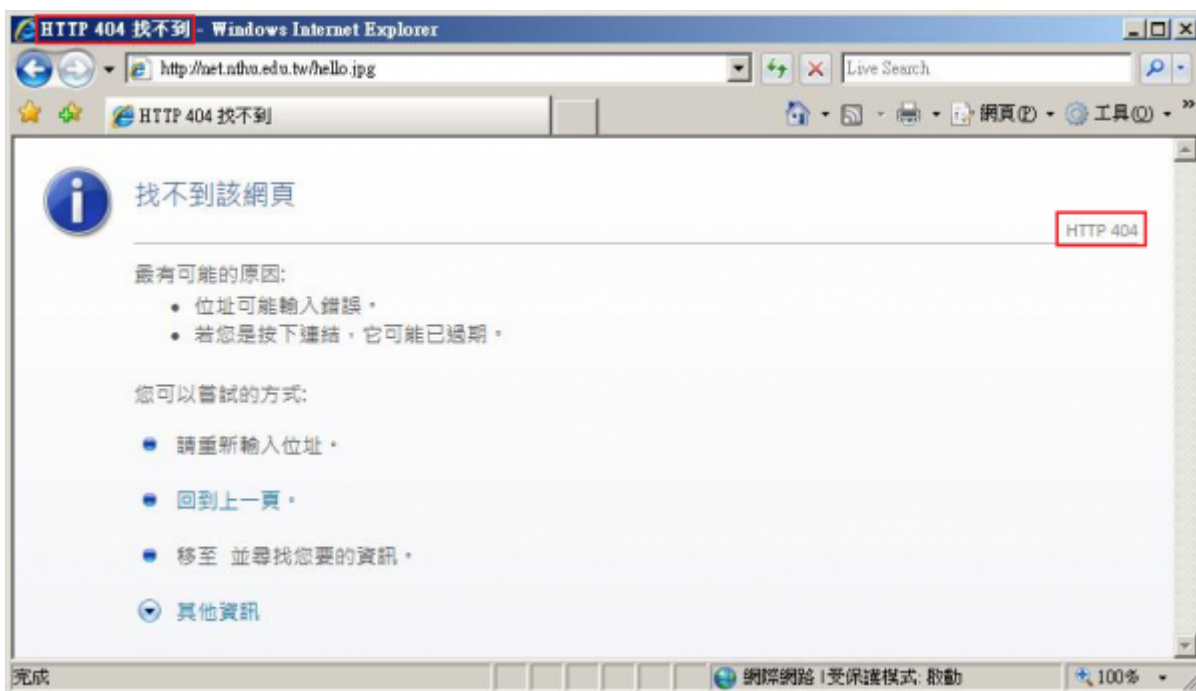 HTTP 404 找不到 - Windows Internet Explorer
http://net.nthu.edu.tw/hello.jpg
Live Search
HTTP 404 找不到
網頁(P)
工具(O)
找不到該網頁
HTTP 404
最有可能的原因:
位址可能輸入錯誤。
若您是按下連結，它可能已過期。
您可以嘗試的方式:
請重新輸入位址。
回到上一頁。
移至 並尋找您要的資訊。
其他資訊
完成
網際網路 | 受保護模式: 啟動
100%